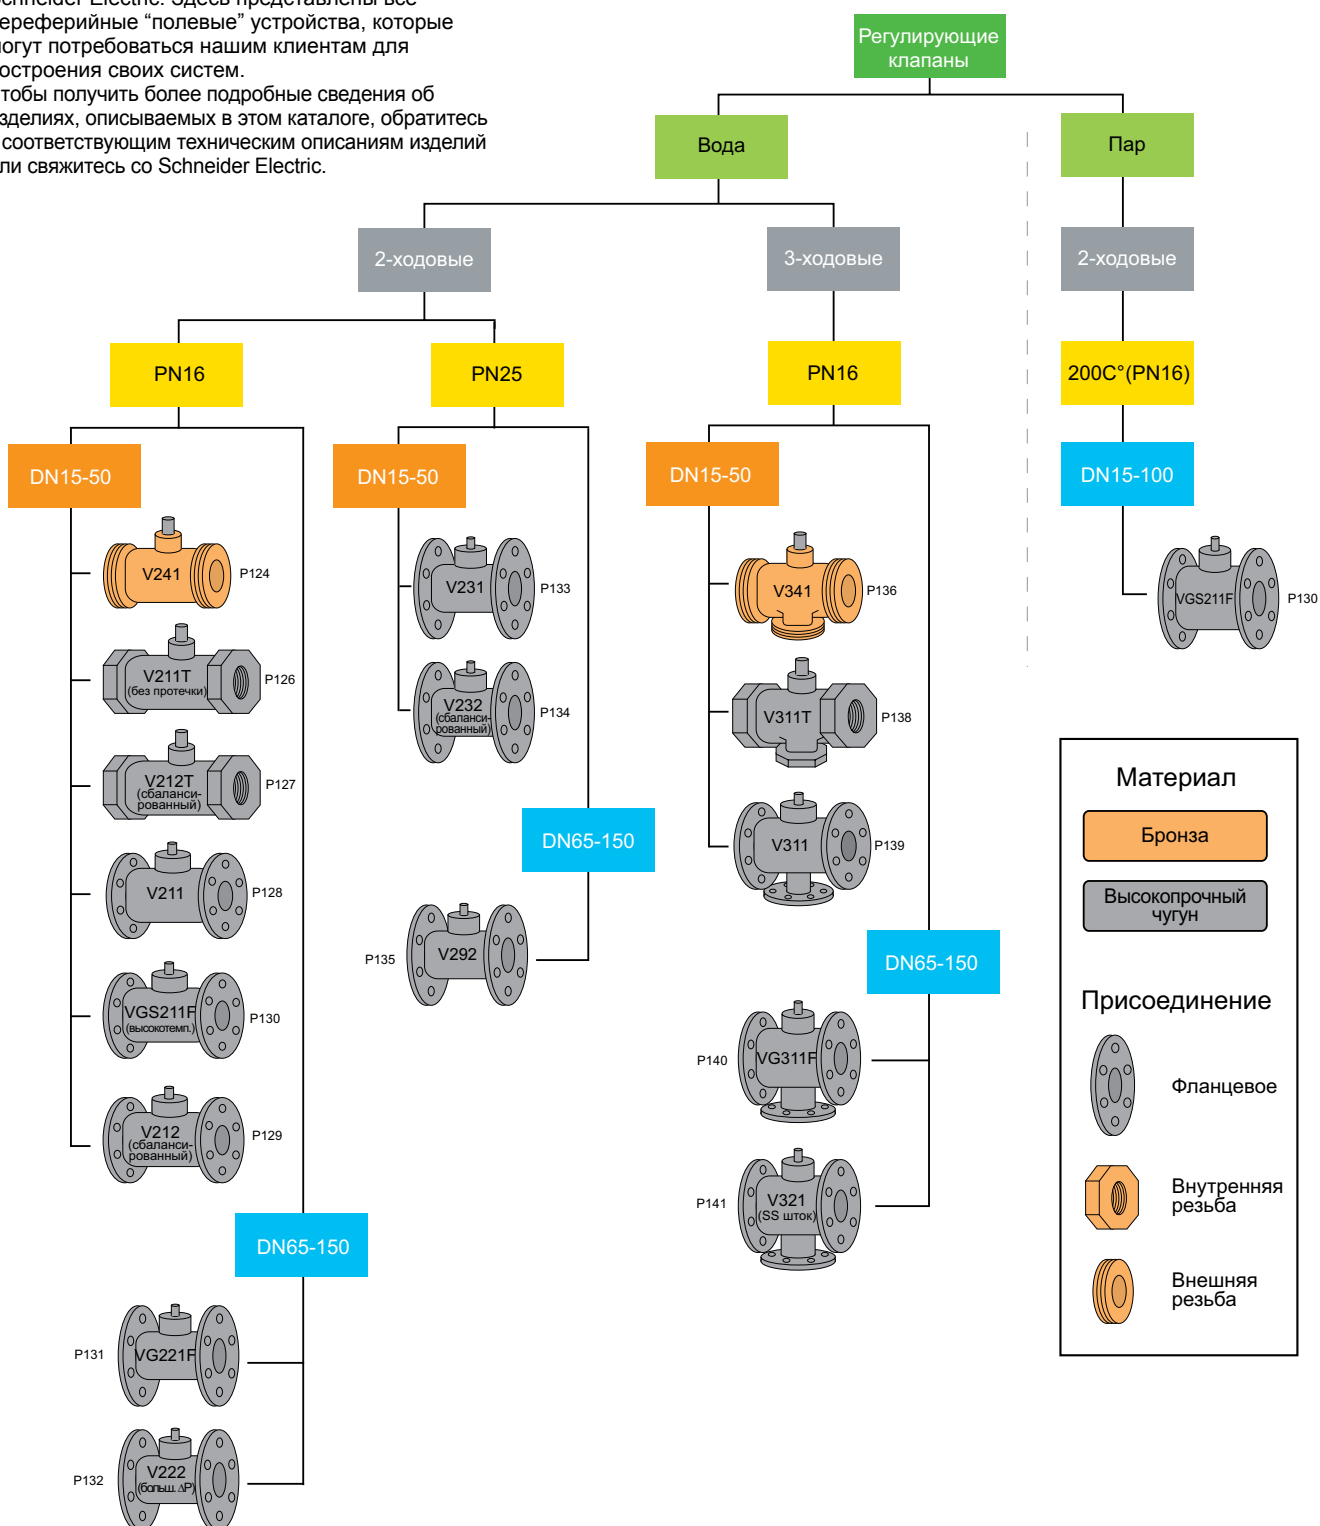 Schneider Electric. Здесь представлены все
ереферийные “полевые” устройства, которые
огут потребоваться нашим клиентам для
остроения своих систем.
тобы получить более подробные сведения об
зделиях, описываемых в этом каталоге, обратитесь
соответствующим техническим описаниям изделий
ли свяжитесь со Schneider Electric.
Регулирующие
клапаны
Вода
Пар
2-ходовые
3-ходовые
2-ходовые
PN16
PN25
PN16
200C°(PN16)
DN15-50
DN15-50
DN15-50
DN15-100
V241
P124
V211T
(без протечки)
P126
V212T
(сбаланси-
рованный)
P127
V211
P128
VGS211F
(высокотемп.)
P130
V212
(сбаланси-
рованный)
P129
DN65-150
P131
VG221F
P132
V222
(больш. ΔP)
V231
P133
V232
(сбаланси-
рованный)
P134
DN65-150
P135
V292
V341
P136
V311T
P138
V311
P139
DN65-150
P140
VG311F
P141
V321
(SS шток)
VGS211F
P130
Материал
Бронза
Высокопрочный
чугун
Присоединение
Фланцевое
Внутренняя
резьба
Внешняя
резьба